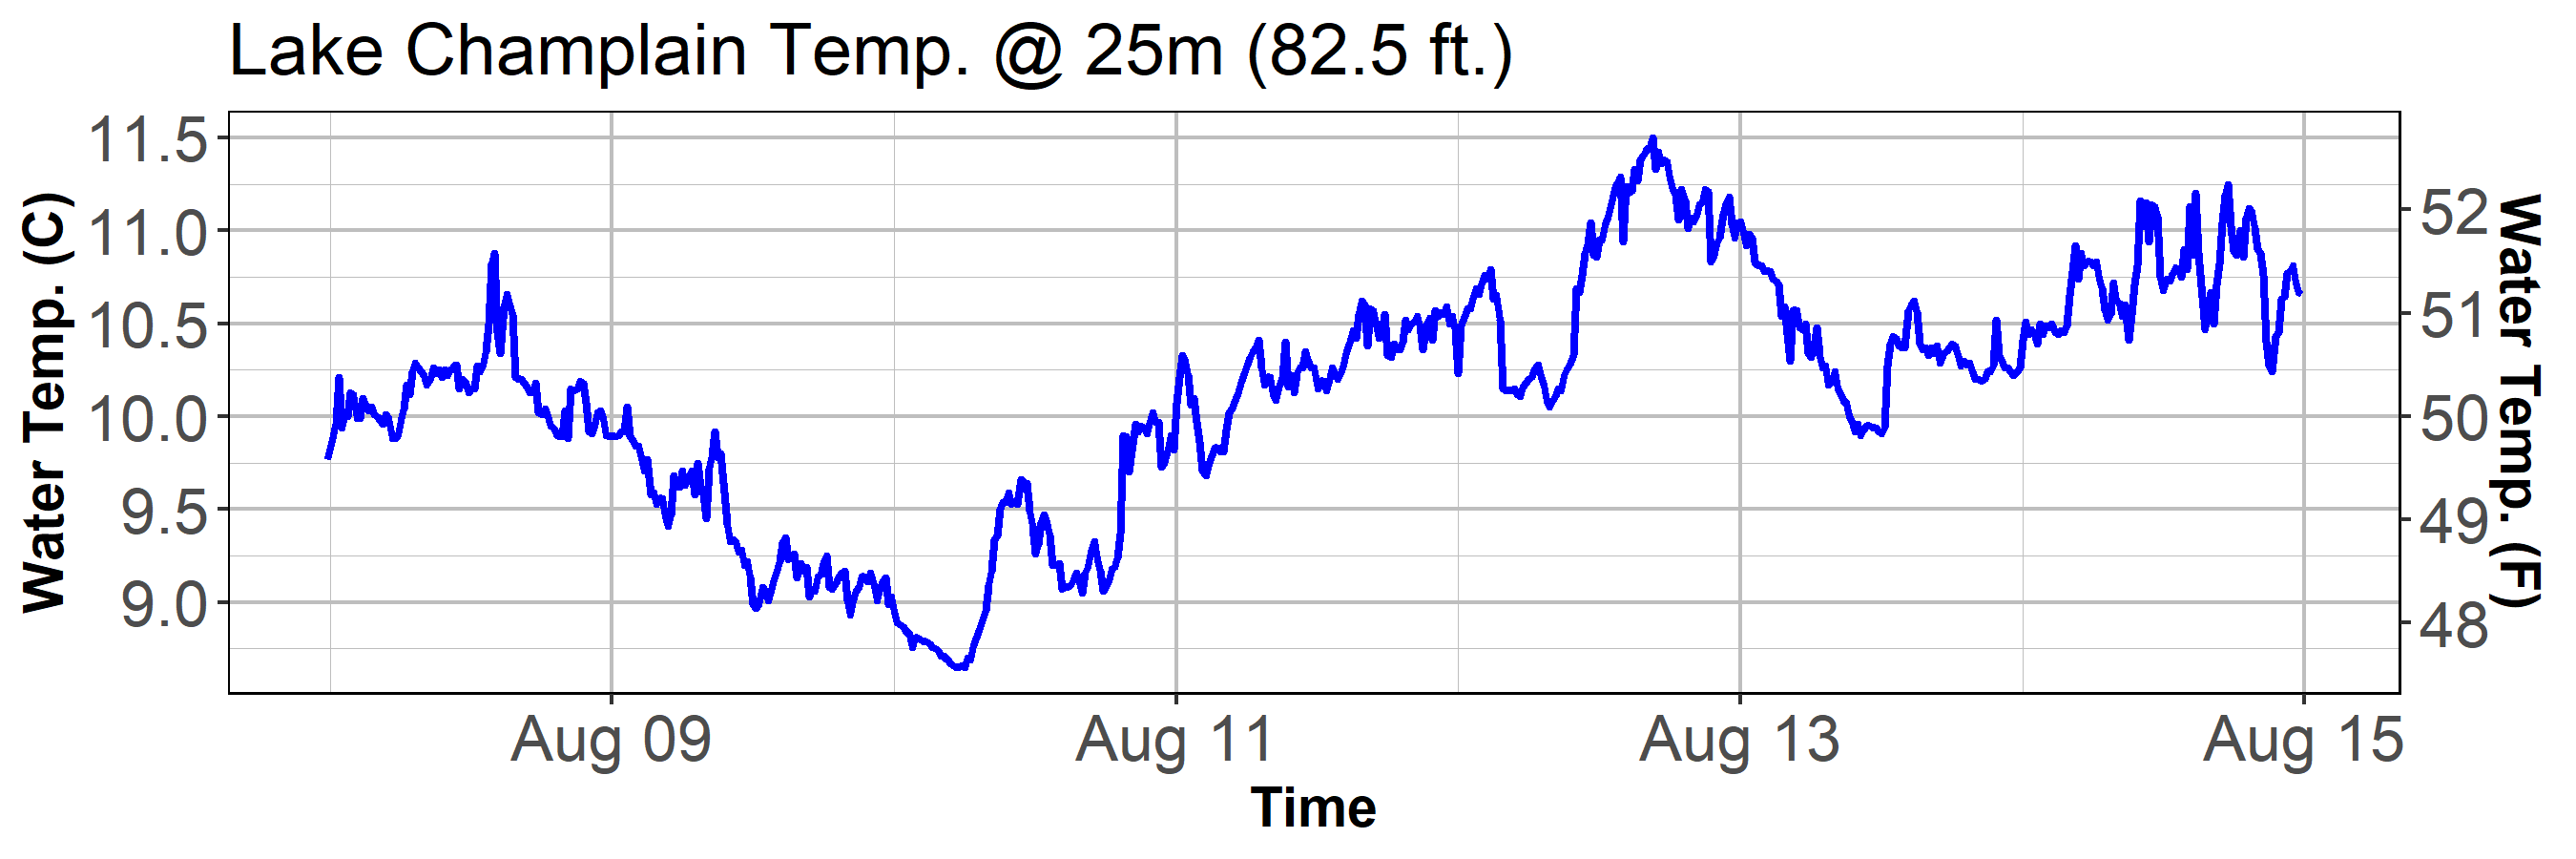 Lake Champlain Temp. @ 25m (82.5 ft.)
Water Temp. (C)
11.5
11.0
10.5
10.0
9.5
9.0
52
51
50
49
48
Water Temp. (F)
Aug 09 Aug 11 Aug 13 Aug 15
Time